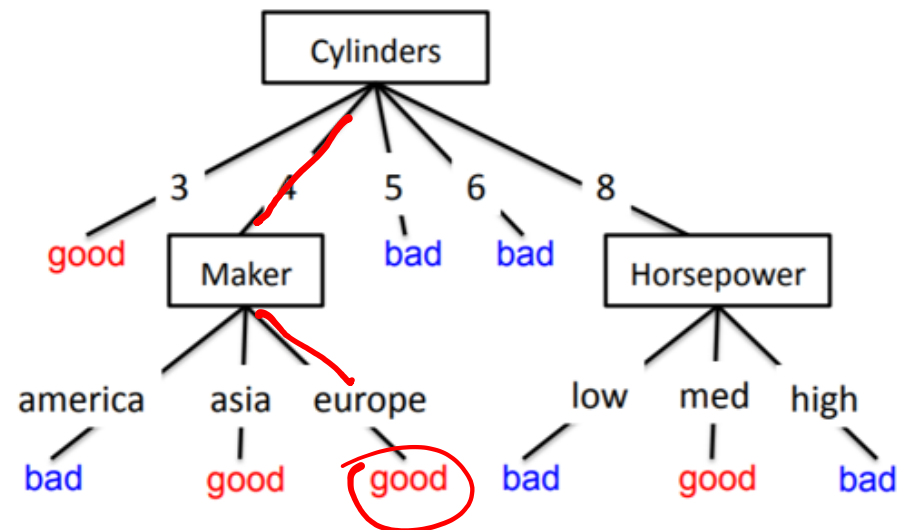 Cylinders
3 4 5 6 8
good bad bad
Maker Horsepower
america asia europe low med high
bad good good bad good bad